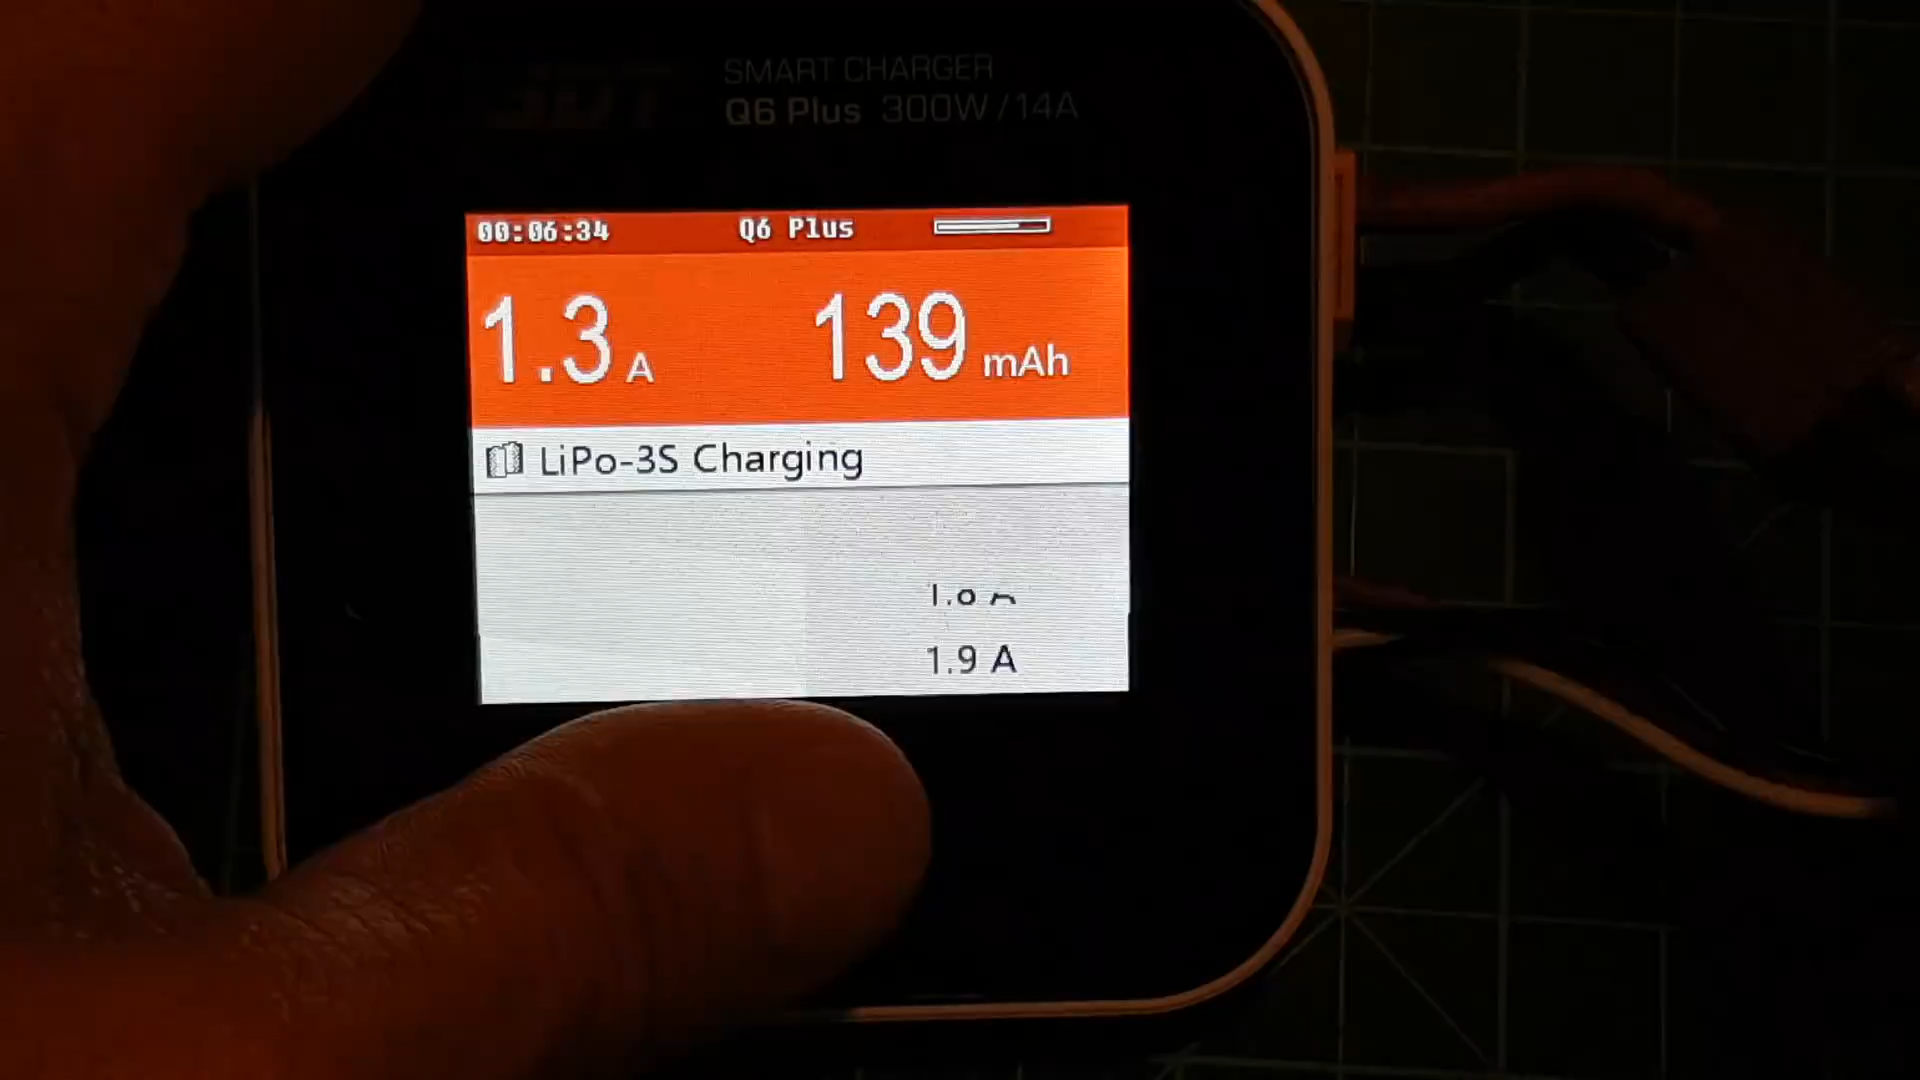 SMART CHARGER
Q6 Plus 300W/14A
00:06:34 Q6 Plus
1.3 A 139 mAh
LiPo-3S Charging
1.9 A